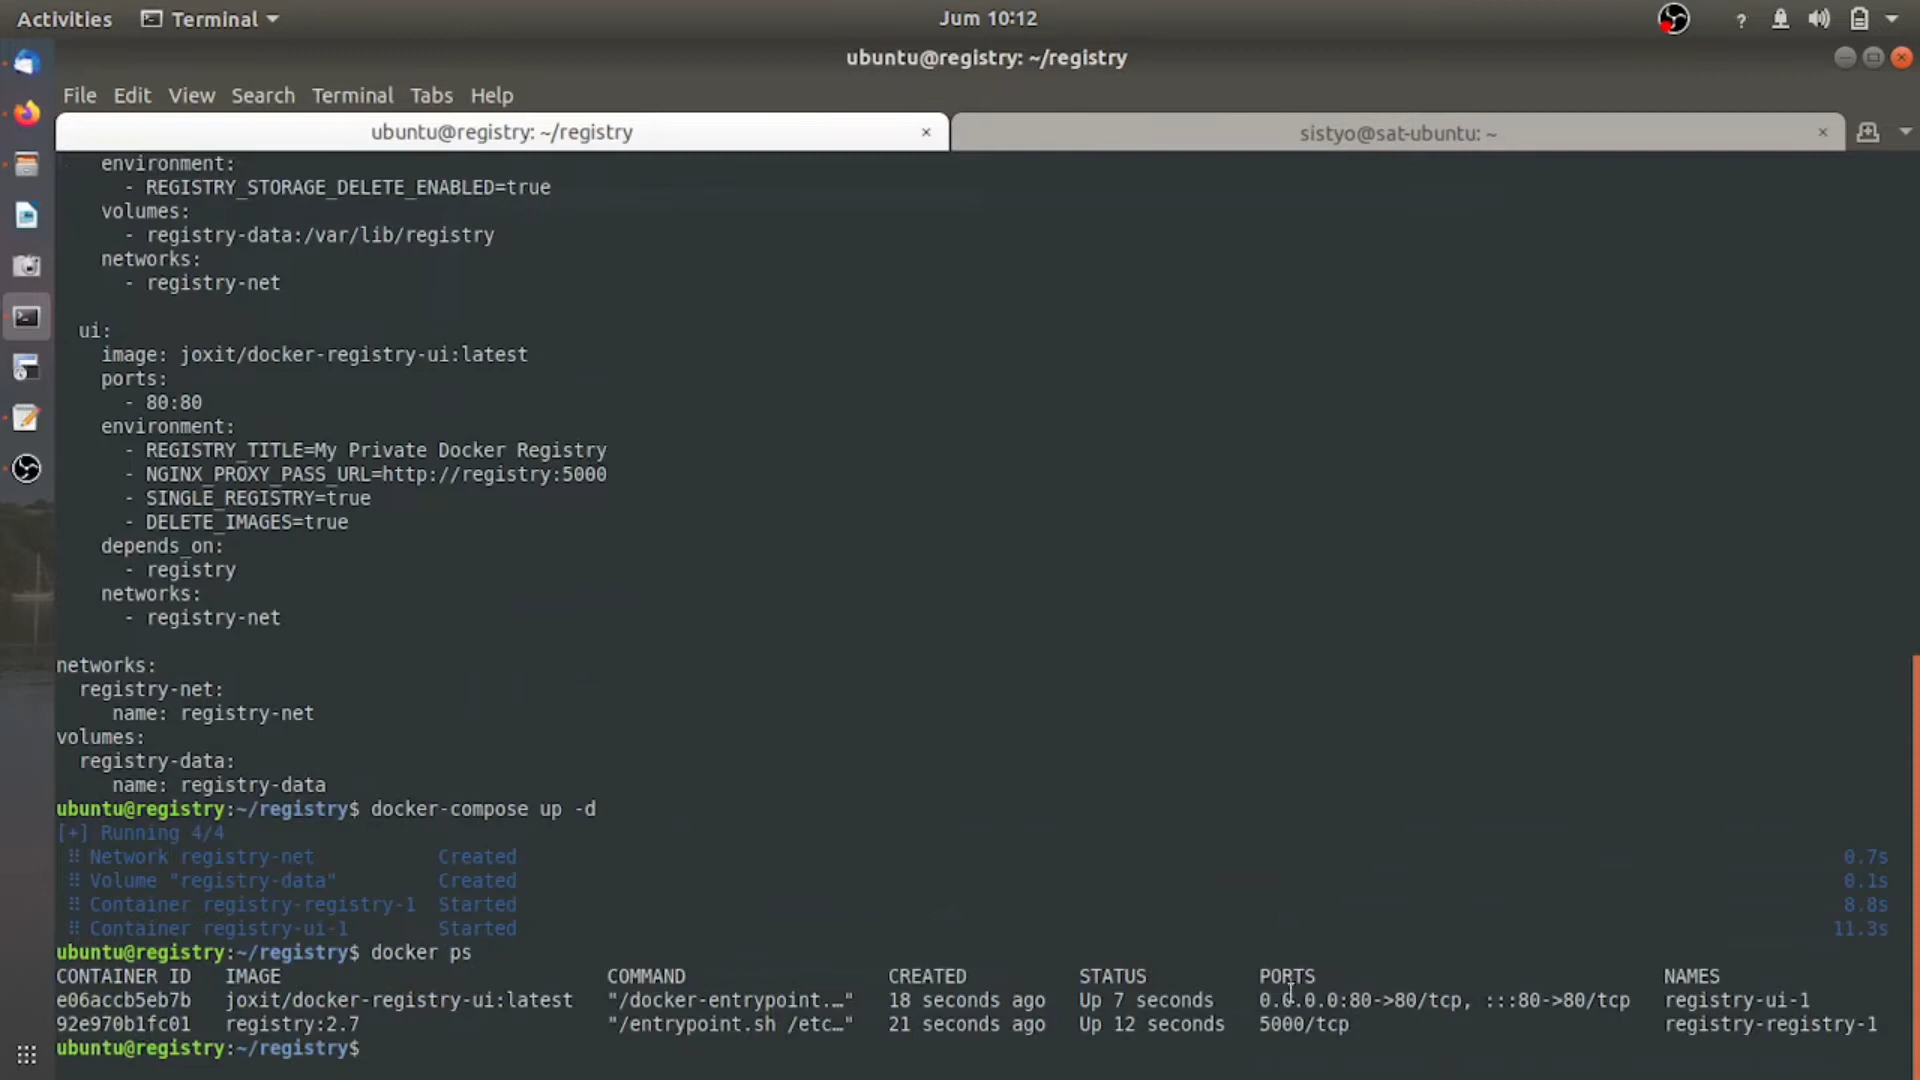 Activities Terminal Jum 10:12 ?
ubuntu@registry: ~/registry
File Edit View Search Terminal Tabs Help
ubuntu@registry: ~/registry × sistyo@sat-ubuntu: ~ ×
    environment:
      - REGISTRY_STORAGE_DELETE_ENABLED=true
    volumes:
      - registry-data:/var/lib/registry
    networks:
      - registry-net
  ui:
    image: joxit/docker-registry-ui:latest
    ports:
      - 80:80
    environment:
      - REGISTRY_TITLE=My Private Docker Registry
      - NGINX_PROXY_PASS_URL=http://registry:5000
      - SINGLE_REGISTRY=true
      - DELETE_IMAGES=true
    depends_on:
      - registry
    networks:
      - registry-net
networks:
  registry-net:
     name: registry-net
volumes:
  registry-data:
     name: registry-data
ubuntu@registry:~/registry$ docker-compose up -d
[+] Running 4/4
 ⠿ Network registry-net           Created           0.7s
 ⠿ Volume "registry-data"         Created           0.1s
 ⠿ Container registry-registry-1  Started           8.8s
 ⠿ Container registry-ui-1        Started           11.3s
ubuntu@registry:~/registry$ docker ps
CONTAINER ID   IMAGE                             COMMAND                  CREATED          STATUS          PORTS                               NAMES
e06accb5eb7b   joxit/docker-registry-ui:latest   "/docker-entrypoint.…"   18 seconds ago   Up 7 seconds    0.0.0.0:80->80/tcp, :::80->80/tcp   registry-ui-1
92e970b1fc01   registry:2.7                      "/entrypoint.sh /etc…"   21 seconds ago   Up 12 seconds   5000/tcp                            registry-registry-1
ubuntu@registry:~/registry$